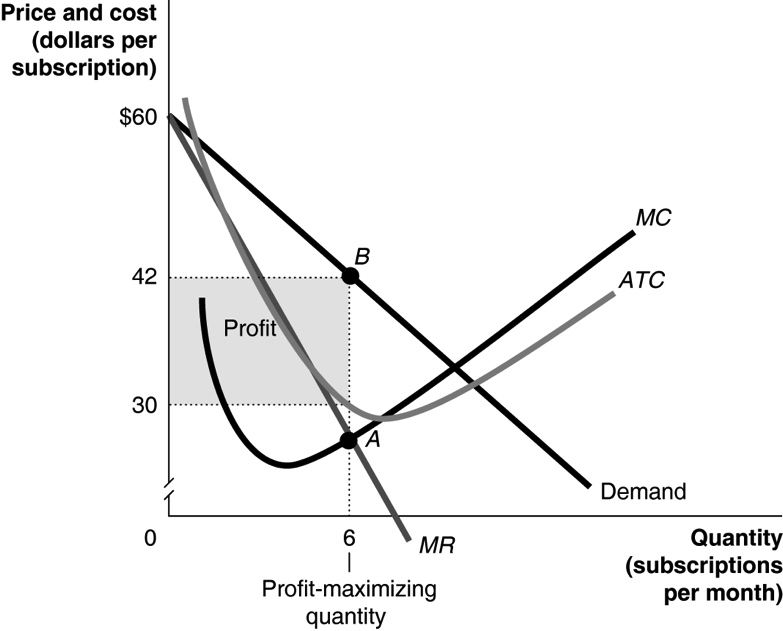 Price and cost
(dollars per
subscription)
$60
MC
B
ATC
42
Profit
30
A
Demand
0
6
MR
Quantity
(subscriptions
per month)
Profit-maximizing
quantity